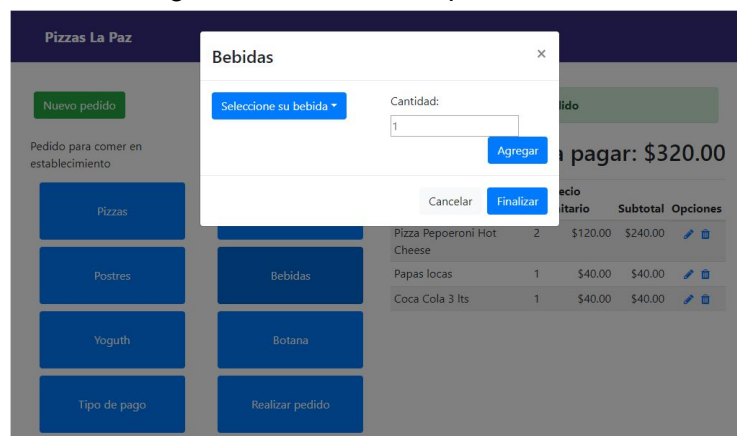 Pizzas La Paz
Bebidas
×
Seleccione su bebida
Cantidad:
1
Agregar
Cancelar
Finalizar
Nuevo pedido
Pedido para comer en
establecimiento
Pizzas
Postres
Bebidas
Yoguth
Botana
Tipo de pago
Realizar pedido
pagar: $320.00
Subtotal Opciones
Pizza Pepoeroni Hot 2 $120.00 $240.00
Cheese
Papas locas 1 $40.00 $40.00
Coca Cola 3 lts 1 $40.00 $40.00